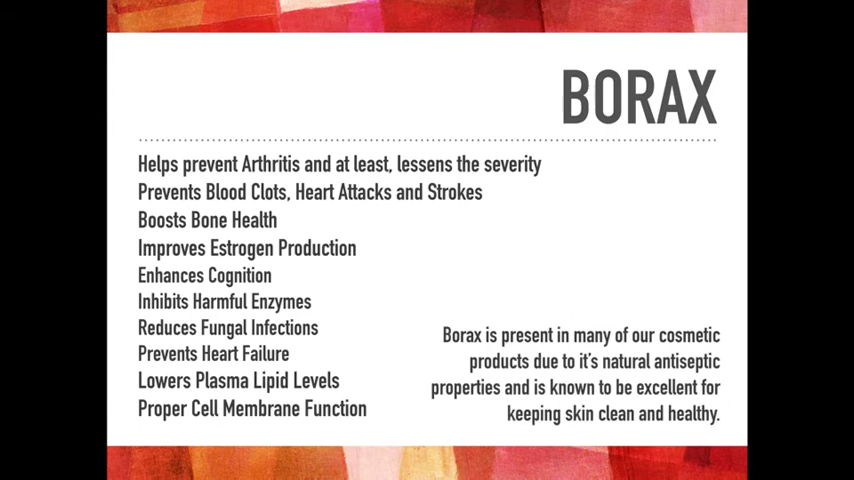 BORAX
Helps prevent Arthritis and at least, lessens the severity
Prevents Blood Clots, Heart Attacks and Strokes
Boosts Bone Health
Improves Estrogen Production
Enhances Cognition
Inhibits Harmful Enzymes
Reduces Fungal Infections
Prevents Heart Failure
Lowers Plasma Lipid Levels
Proper Cell Membrane Function
Borax is present in many of our cosmetic
products due to it's natural antiseptic
properties and is known to be excellent for
keeping skin clean and healthy.